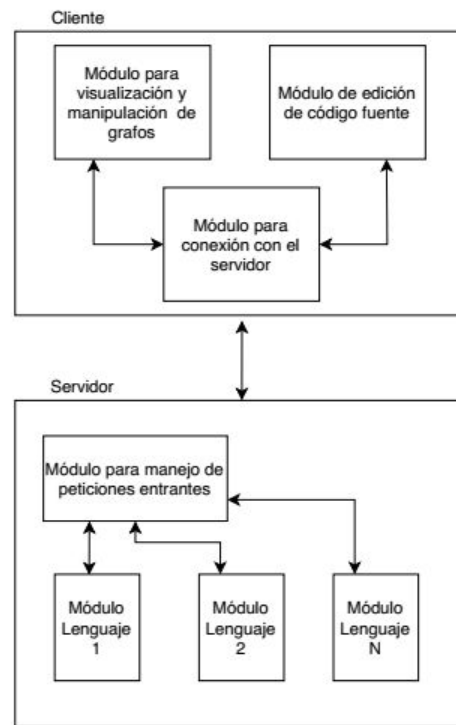 Cliente
Módulo para
visualización y
manipulación de
grafos
Módulo de edición
de código fuente
Módulo para
conexión con el
servidor
Servidor
Módulo para manejo de
peticiones entrantes
Módulo
Lenguaje
1
Módulo
Lenguaje
2
Módulo
Lenguaje
N